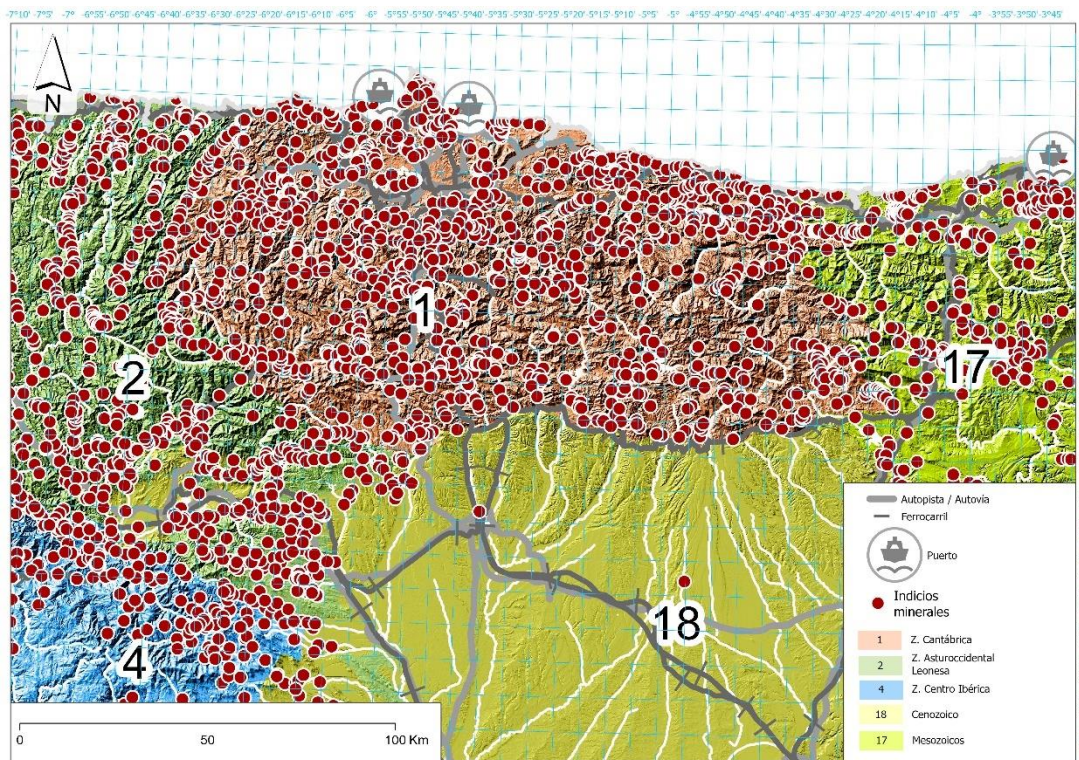 -7°10' -7°5' -7° -6°55' -6°50' -6°45' -6°40' -6°35' -6°30' -6°25' -6°20' -6°15' -6°10' -6°5' -6° -5°55' -5°50' -5°45' -5°40' -5°35' -5°30' -5°25' -5°20' -5°15' -5°10' -5°5' -5° -4°55' -4°50' -4°45' -4°40' -4°35' -4°30' -4°25' -4°20' -4°15' -4°10' -4°5' -4° -3°55' -3°50' -3°45'
N
1
2
17
18
4
Autopista / Autovía
Ferrocarril
Puerto
Indicios
minerales
1 Z. Cantábrica
2 Z. Asturoccidental
Leonesa
4 Z. Centro Ibérica
18 Cenozoico
17 Mesozoicos
0 50 100 Km